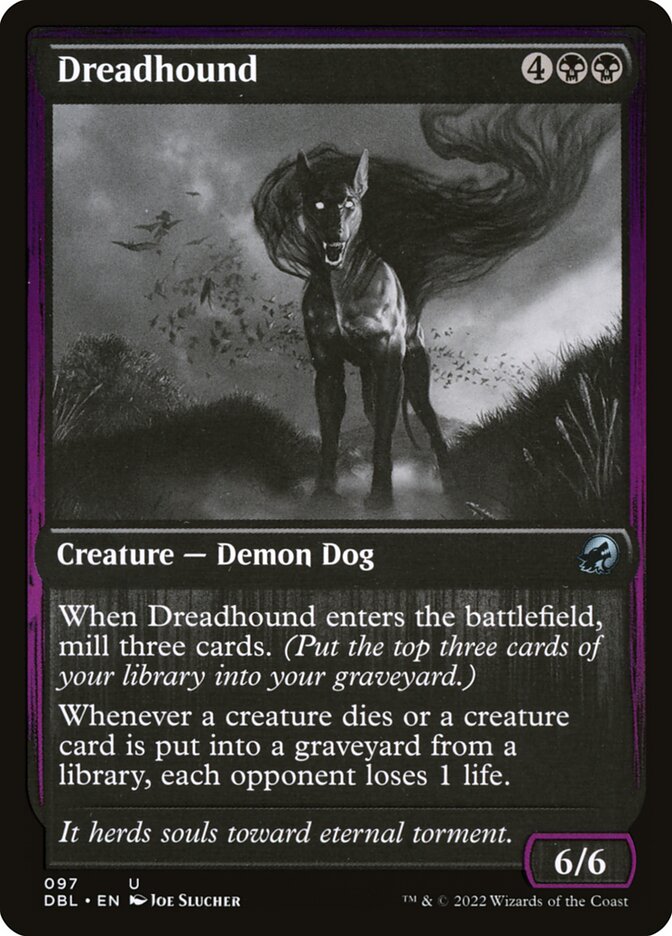 Dreadhound 4
Creature — Demon Dog
When Dreadhound enters the battlefield,
mill three cards. (Put the top three cards of
your library into your graveyard.)
Whenever a creature dies or a creature
card is put into a graveyard from a
library, each opponent loses 1 life.
It herds souls toward eternal torment.
6/6
097 U
DBL • EN Joe Slucher ™ & © 2022 Wizards of the Coast